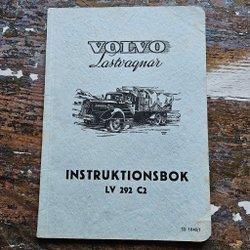 VOLVO
Lastvagnar
INSTRUKTIONSBOK
LV 292 C2